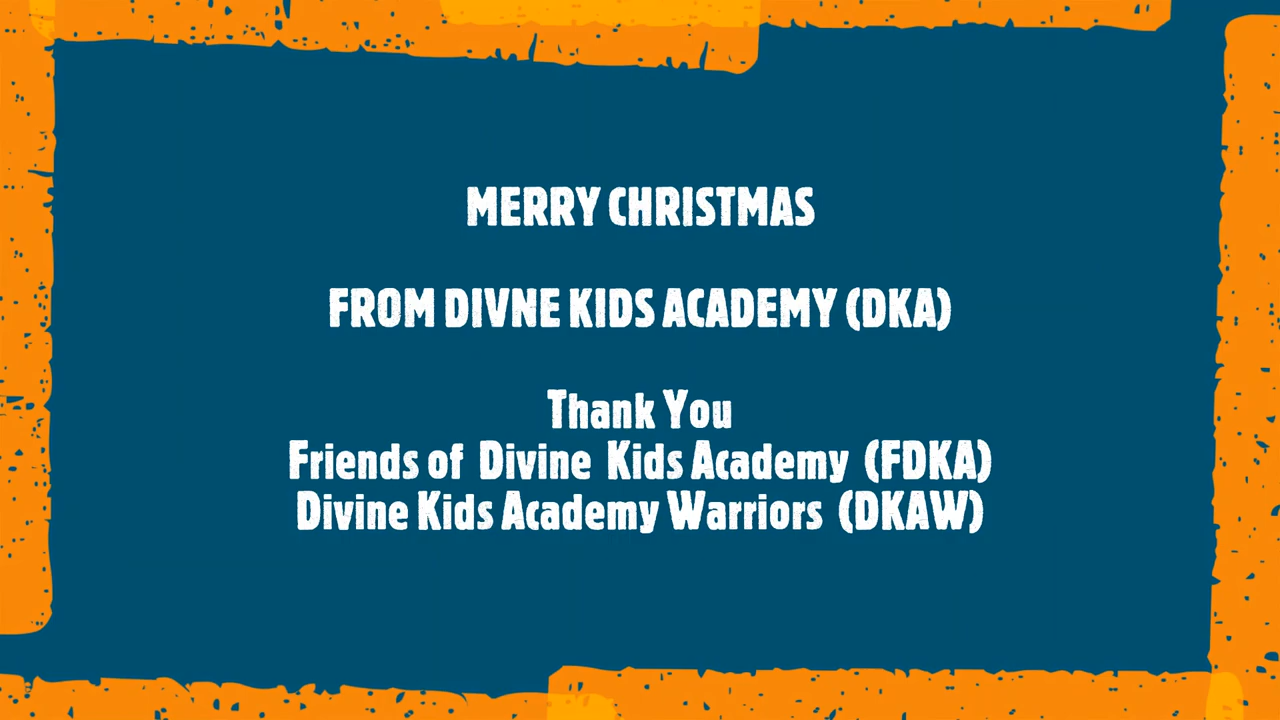 MERRY CHRISTMAS
FROM DIVNE KIDS ACADEMY (DKA)
Thank You
Friends of Divine Kids Academy (FDKA)
Divine Kids Academy Warriors (DKAW)